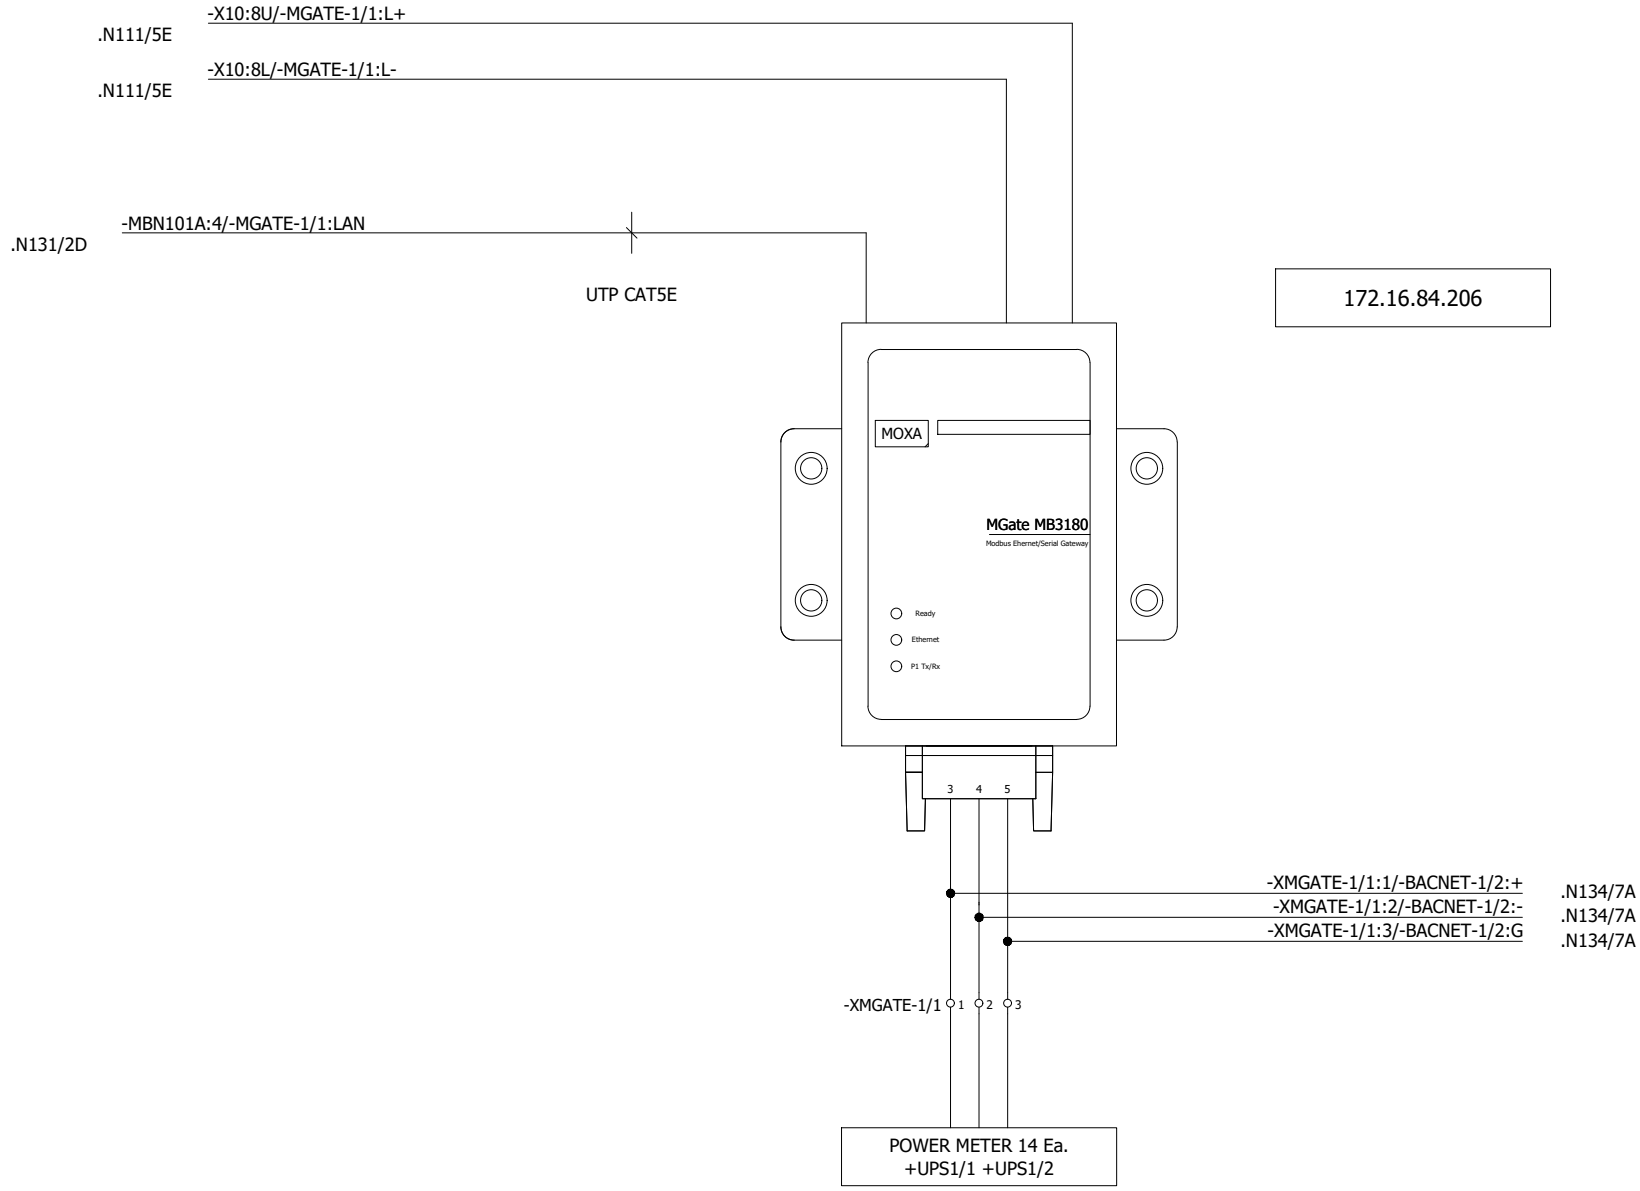 -X10:8U/-MGATE-1/1:L+
.N111/5E
-X10:8L/-MGATE-1/1:L-
.N111/5E
-MBN101A:4/-MGATE-1/1:LAN
.N131/2D
UTP CAT5E
172.16.84.206
MOXA
MGate MB3180
Modbus Ehernet/Serial Gateway
Ready
Ethernet
P1 Tx/Rx
3 4 5
-XMGATE-1/1:1/-BACNET-1/2:+ .N134/7A
-XMGATE-1/1:2/-BACNET-1/2:- .N134/7A
-XMGATE-1/1:3/-BACNET-1/2:G .N134/7A
-XMGATE-1/1 1 2 3
POWER METER 14 Ea.
+UPS1/1 +UPS1/2